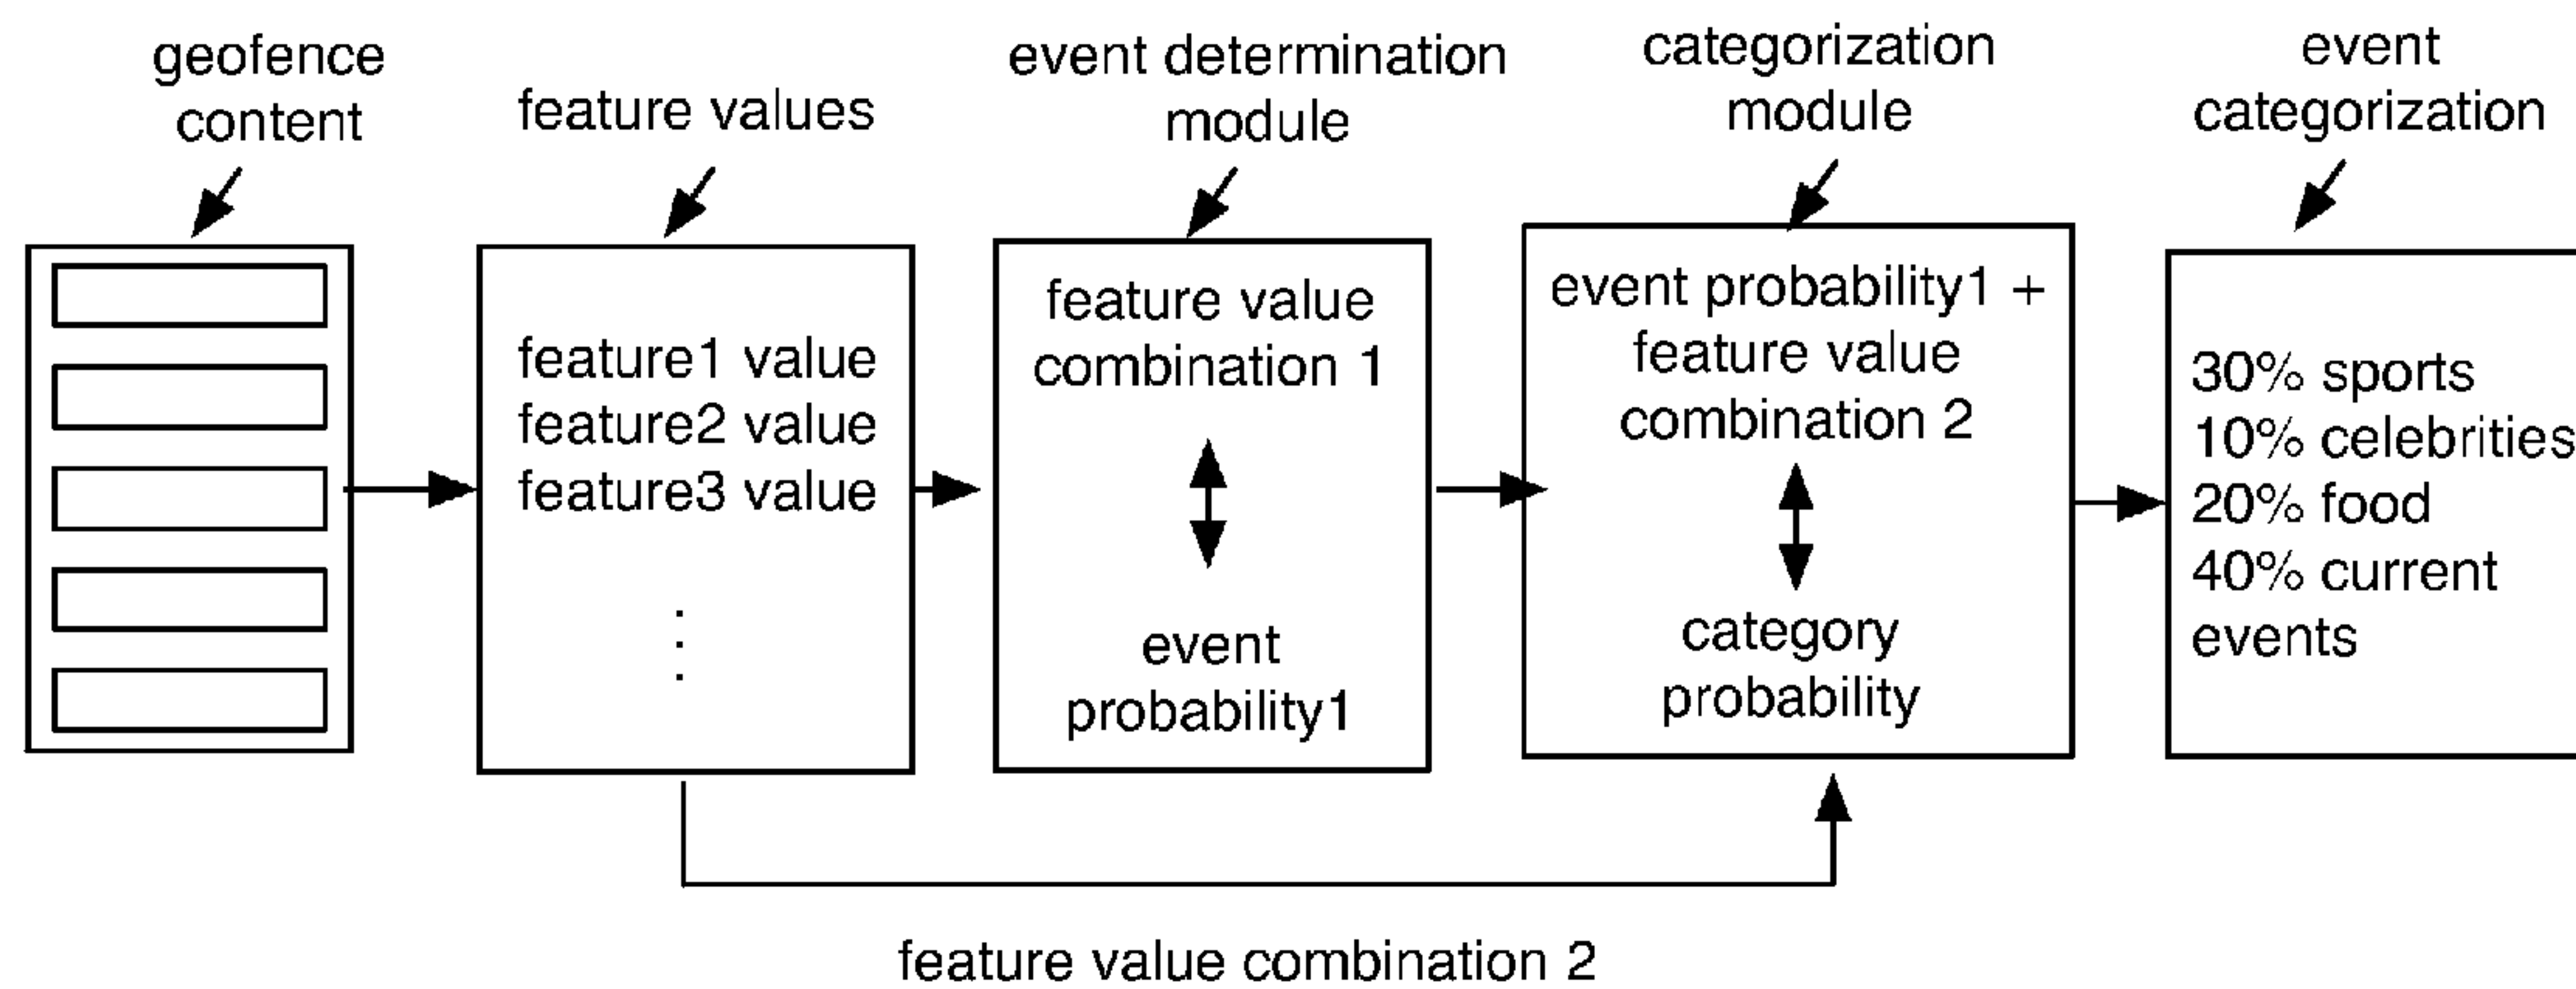 geofence
content
feature values
event determination
module
categorization
module
event
categorization
feature1 value
feature2 value
feature3 value
feature value
combination 1
event
probability1
event probability1 +
feature value
combination 2
category
probability
30% sports
10% celebrities
20% food
40% current
events
feature value combination 2